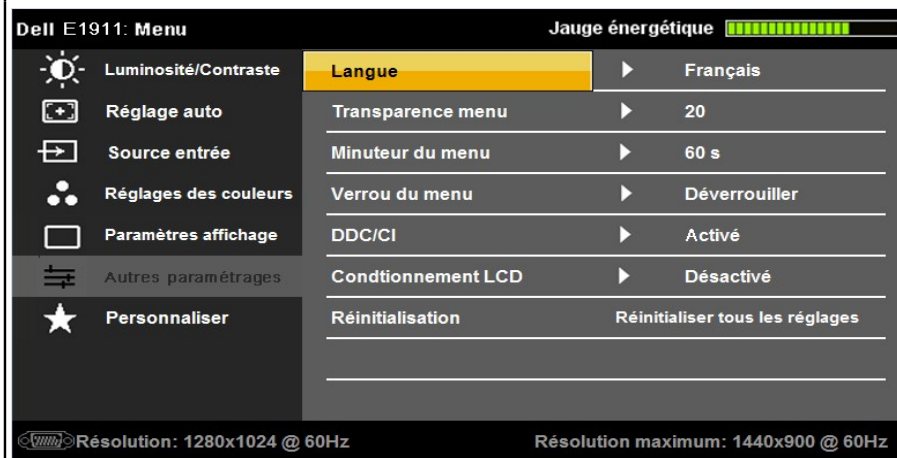 Dell E1911: Menu
Jauge énergétique
Luminosité/Contraste
Langue
Français
Réglage auto
Transparence menu
20
Source entrée
Minuteur du menu
60 s
Réglages des couleurs
Verrou du menu
Déverrouiller
Paramètres affichage
DDC/CI
Activé
Autres paramétrages
Condtionnement LCD
Désactivé
Personnaliser
Réinitialisation
Réinitialiser tous les réglages
Résolution: 1280x1024 @ 60Hz
Résolution maximum: 1440x900 @ 60Hz